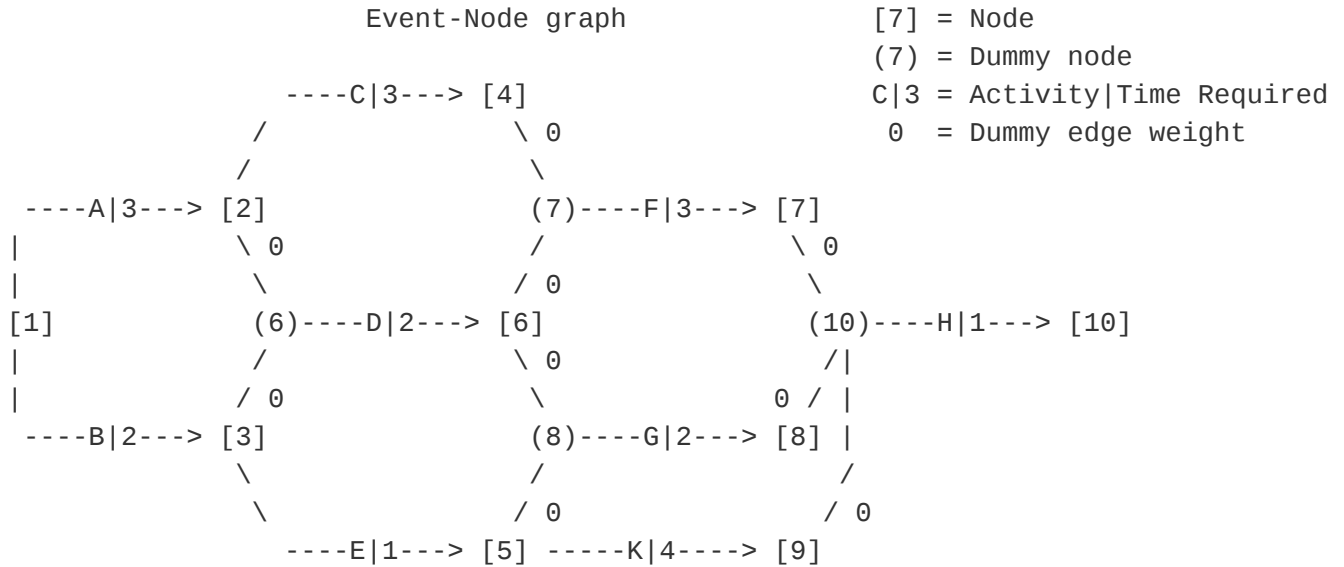 Event-Node graph [7] = Node
(7) = Dummy node
----C|3---> [4] C|3 = Activity|Time Required
/ \ 0 0 = Dummy edge weight
/ \
----A|3---> [2] (7)----F|3---> [7]
| \ 0 / \ 0
| \ / 0 \
[1] (6)----D|2---> [6] (10)----H|1---> [10]
| / \ 0 /|
| / 0 \ 0 / |
----B|2---> [3] (8)----G|2---> [8] |
\ / /
\ / 0 / 0
----E|1---> [5] -----K|4----> [9]